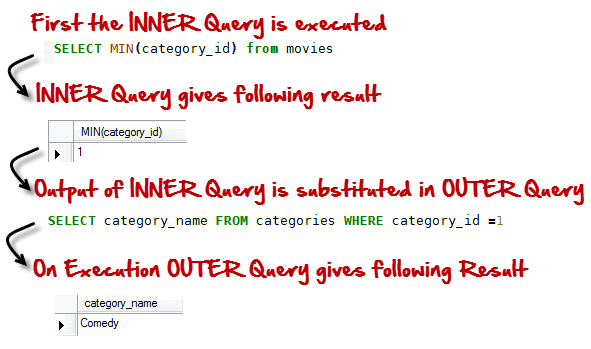 First the INNER Query is executed
SELECT MIN(category_id) from movies
INNER Query gives following result
MIN(category_id)
1
Output of INNER Query is substituted in OUTER Query
SELECT category_name FROM categories WHERE category_id =1
On Execution OUTER Query gives following Result
category_name
Comedy